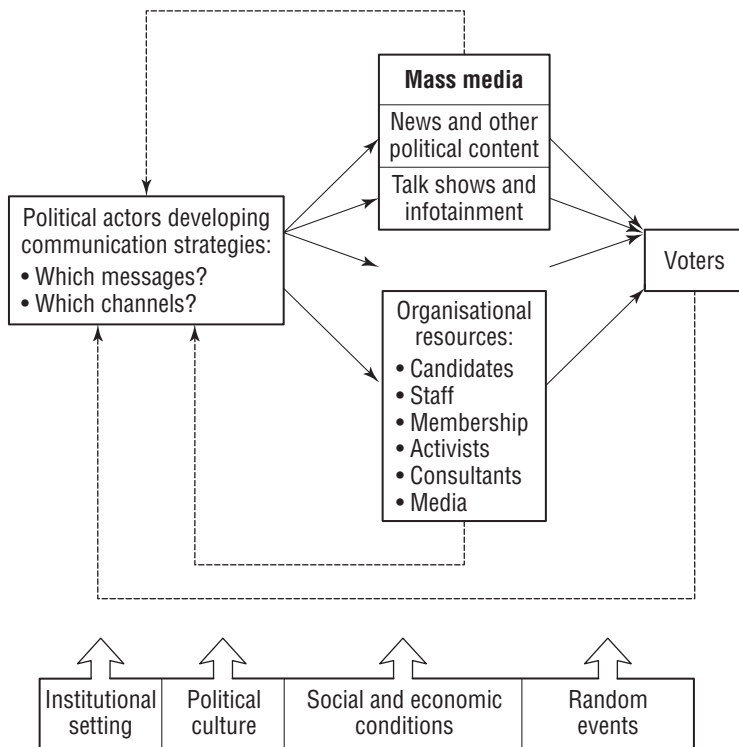 Mass media
News and other
political content
Talk shows and
infotainment
Political actors developing
communication strategies:
• Which messages?
• Which channels?
Voters
Organisational
resources:
• Candidates
• Staff
• Membership
• Activists
• Consultants
• Media
Institutional
setting
Political
culture
Social and economic
conditions
Random
events